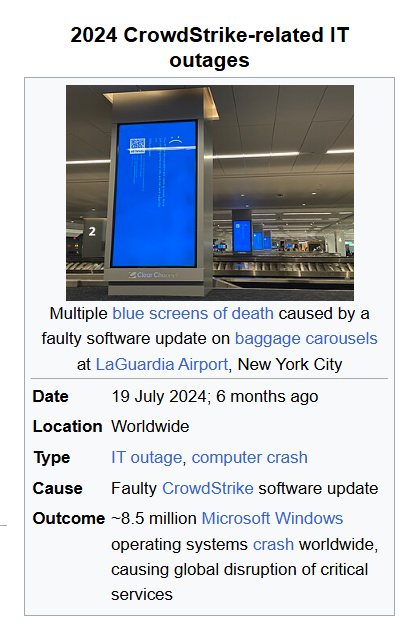 2024 CrowdStrike-related IT
outages
2
Clear Channel
Multiple blue screens of death caused by a
faulty software update on baggage carousels
at LaGuardia Airport, New York City
Date 19 July 2024; 6 months ago
Location Worldwide
Type IT outage, computer crash
Cause Faulty CrowdStrike software update
Outcome ~8.5 million Microsoft Windows
operating systems crash worldwide,
causing global disruption of critical
services